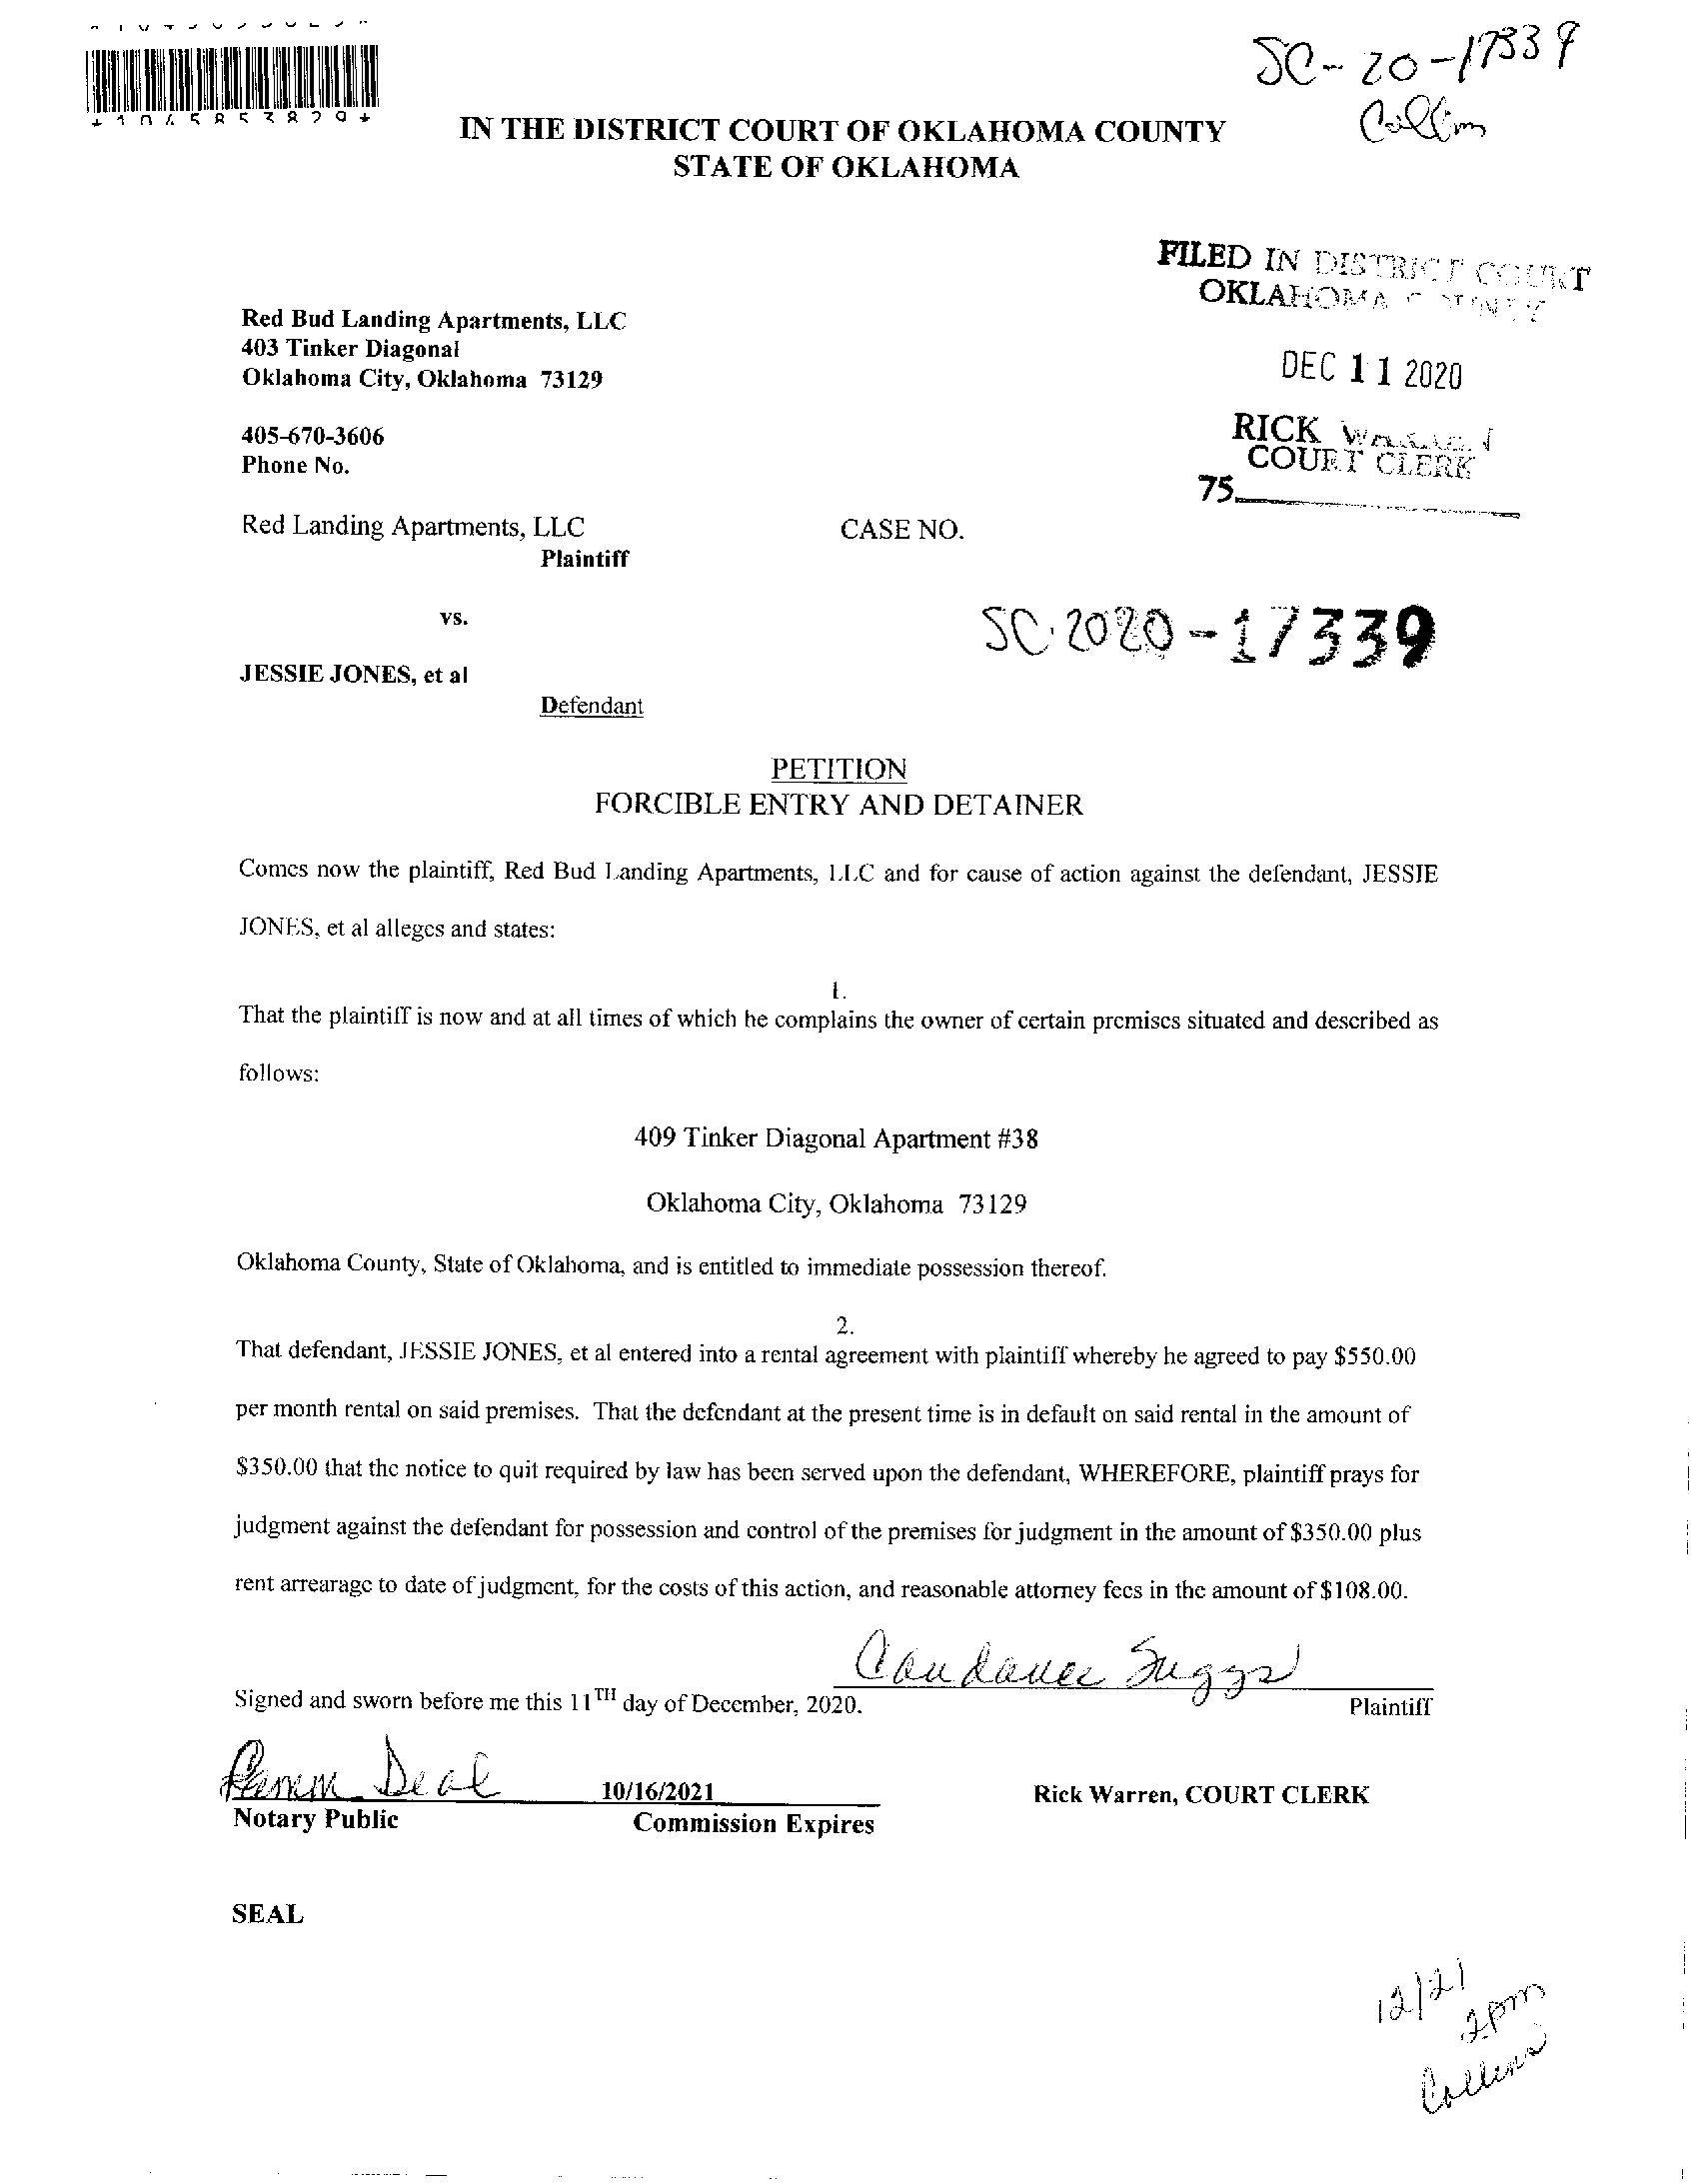 *1045853829*
SC-20-17339
Collins
IN THE DISTRICT COURT OF OKLAHOMA COUNTY
STATE OF OKLAHOMA
FILED IN DISTRICT COURT
OKLAHOMA COUNTY
Red Bud Landing Apartments, LLC
403 Tinker Diagonal
Oklahoma City, Oklahoma 73129
DEC 11 2020
405-670-3606
Phone No.
RICK WARREN
COURT CLERK
75
Red Landing Apartments, LLC
CASE NO.
Plaintiff
vs.
SC-2020-17339
JESSIE JONES, et al
Defendant
PETITION
FORCIBLE ENTRY AND DETAINER
Comes now the plaintiff, Red Bud Landing Apartments, LLC and for cause of action against the defendant, JESSIE
JONES, et al alleges and states:
1.
That the plaintiff is now and at all times of which he complains the owner of certain premises situated and described as
follows:
409 Tinker Diagonal Apartment #38
Oklahoma City, Oklahoma 73129
Oklahoma County, State of Oklahoma, and is entitled to immediate possession thereof.
2.
That defendant, JESSIE JONES, et al entered into a rental agreement with plaintiff whereby he agreed to pay $550.00
per month rental on said premises. That the defendant at the present time is in default on said rental in the amount of
$350.00 that the notice to quit required by law has been served upon the defendant, WHEREFORE, plaintiff prays for
judgment against the defendant for possession and control of the premises for judgment in the amount of $350.00 plus
rent arrearage to date of judgment, for the costs of this action, and reasonable attorney fees in the amount of $108.00.
Candance Suggs
Signed and sworn before me this 11TH day of December, 2020.
Plaintiff
Deal
10/16/2021
Rick Warren, COURT CLERK
Notary Public
Commission Expires
SEAL
12/21
2pm
Collins